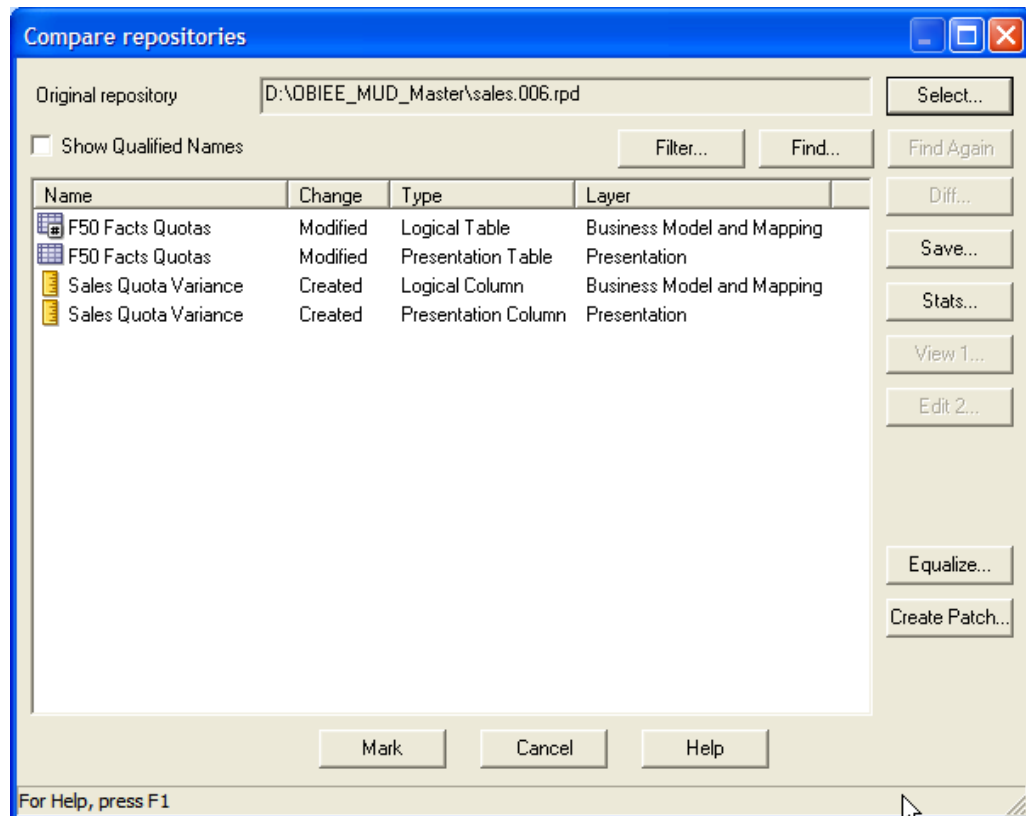 Compare repositories
Original repository D:\OBIEE_MUD_Master\sales.006.rpd Select...
Show Qualified Names Filter... Find... Find Again
Name Change Type Layer Diff...
F50 Facts Quotas Modified Logical Table Business Model and Mapping
F50 Facts Quotas Modified Presentation Table Presentation Save...
Sales Quota Variance Created Logical Column Business Model and Mapping
Sales Quota Variance Created Presentation Column Presentation Stats...
View 1...
Edit 2...
Equalize...
Create Patch...
Mark Cancel Help
For Help, press F1